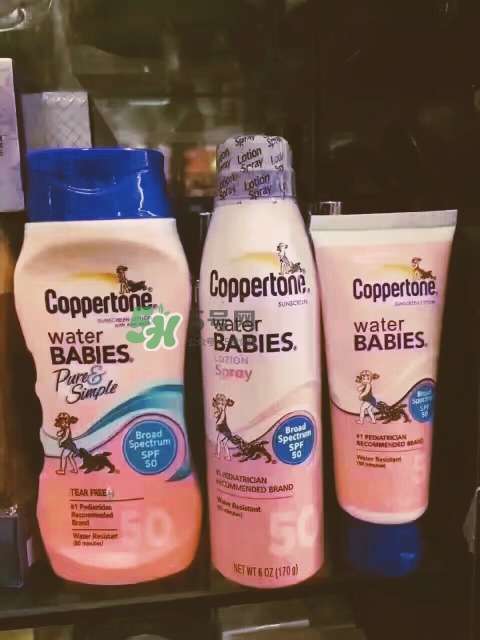 Coppertone
SUNSCREEN LOTION
water
BABIES
Pure &
Simple
Broad
Spectrum
SPF
50
TEAR FREE
#1 Pediatrician
Recommended
Brand
Water Resistant
(80 minutes)
50
Lotion
Spray
Lotion
Spray
Coppertone
SUNSCREEN
water
BABIES
LOTION
Spray
Broad
Spectrum
SPF
50
#1 PEDIATRICIAN
RECOMMENDED BRAND
Water Resistant
50
NET WT 6 OZ (170 g)
Coppertone
water
BABIES
Broad
Spectrum
SPF
50
#1 PEDIATRICIAN
RECOMMENDED BRAND
Water Resistant
(80 minutes)